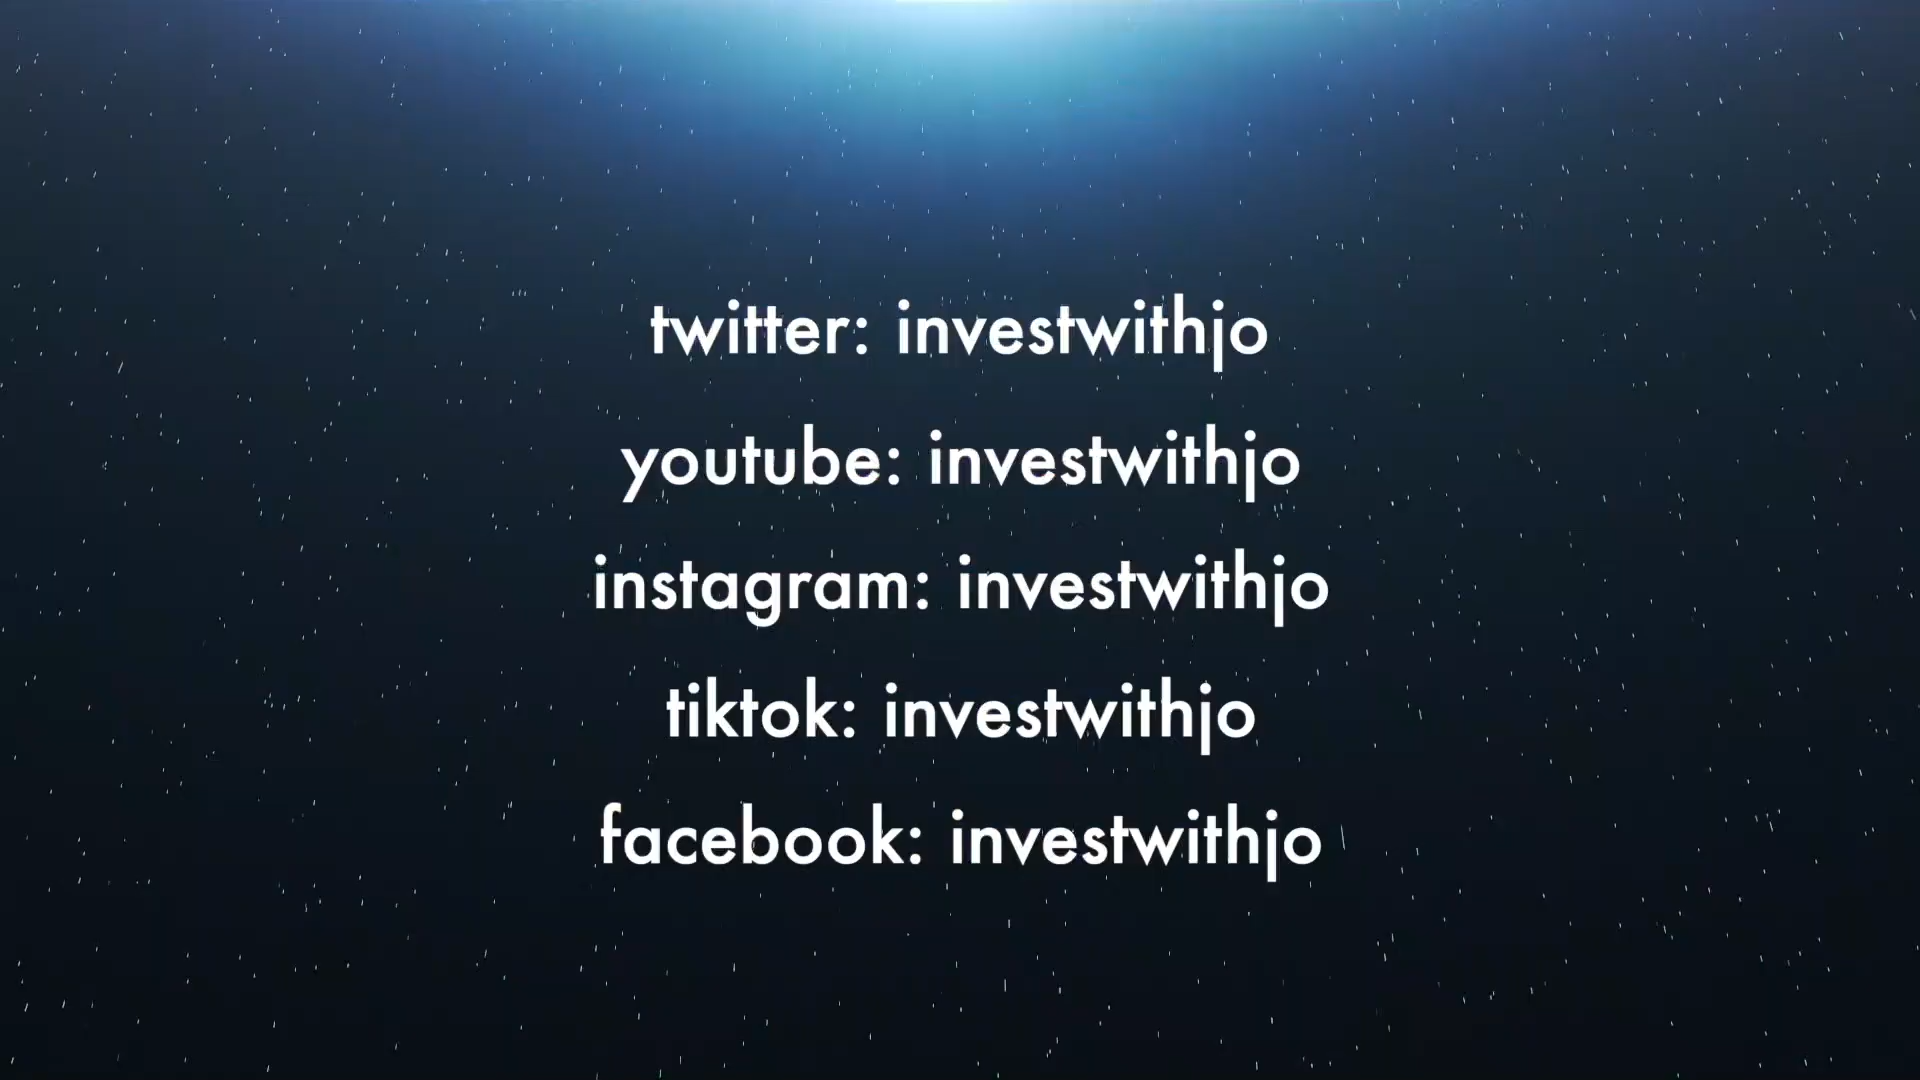 twitter: investwithjo
youtube: investwithjo
instagram: investwithjo
tiktok: investwithjo
facebook: investwithjo